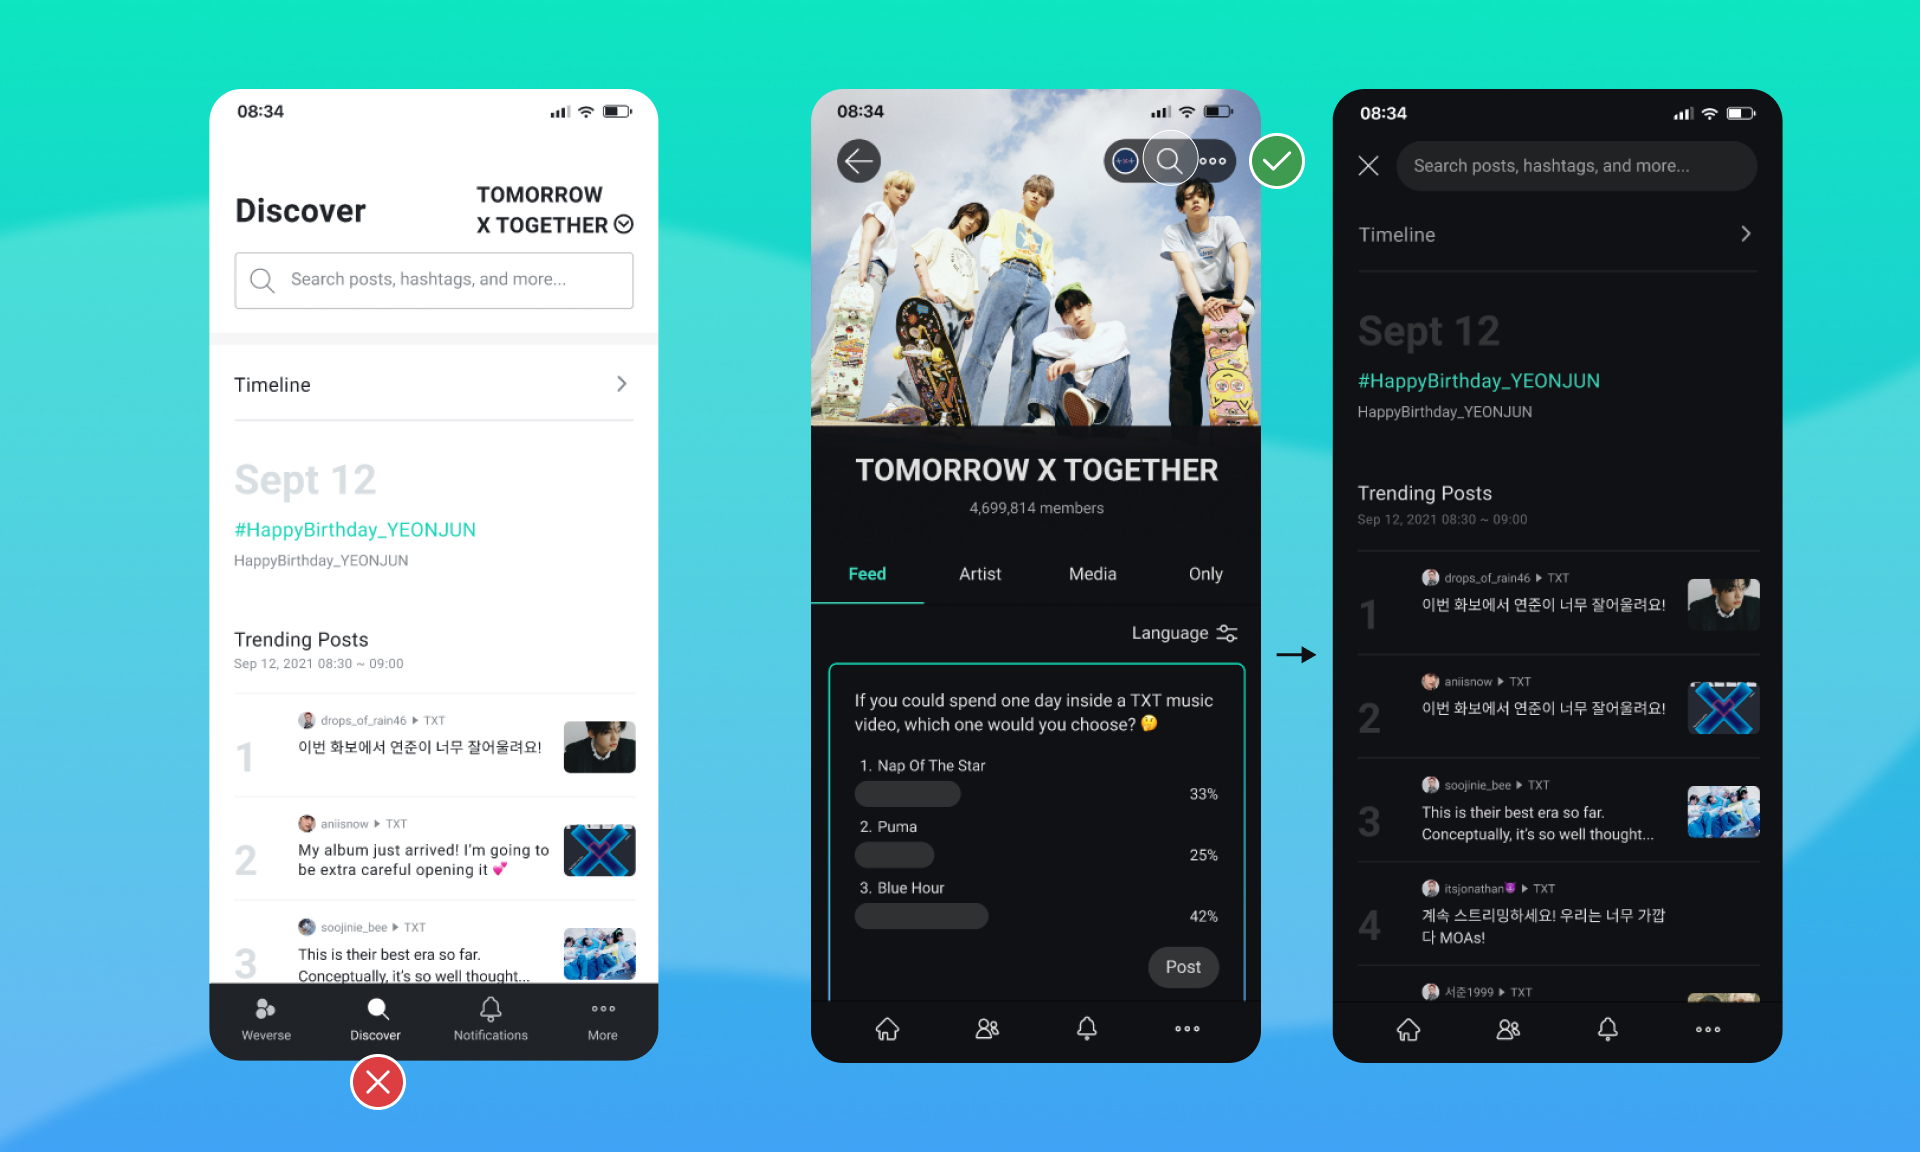 08:34
Discover
TOMORROW
X TOGETHER
Search posts, hashtags, and more...
Timeline
Sept 12
#HappyBirthday_YEONJUN
HappyBirthday_YEONJUN
Trending Posts
Sep 12, 2021 08:30 ~ 09:00
1
drops_of_rain46 ▶ TXT
이번 화보에서 연준이 너무 잘어울려요!
2
aniisnow ▶ TXT
My album just arrived! I'm going to
be extra careful opening it 💕
3
soojinie_bee ▶ TXT
This is their best era so far.
Conceptually, it's so well thought...
Weverse
Discover
Notifications
More
08:34
TOMORROW X TOGETHER
4,699,814 members
Feed
Artist
Media
Only
Language
If you could spend one day inside a TXT music
video, which one would you choose? 🤔
1. Nap Of The Star
33%
2. Puma
25%
3. Blue Hour
42%
Post
08:34
Search posts, hashtags, and more...
Timeline
Sept 12
#HappyBirthday_YEONJUN
HappyBirthday_YEONJUN
Trending Posts
Sep 12, 2021 08:30 ~ 09:00
1
drops_of_rain46 ▶ TXT
이번 화보에서 연준이 너무 잘어울려요!
2
aniisnow ▶ TXT
이번 화보에서 연준이 너무 잘어울려요!
3
soojinie_bee ▶ TXT
This is their best era so far.
Conceptually, it's so well thought...
4
itsjonathan😈 ▶ TXT
계속 스트리밍하세요! 우리는 너무 가깝
다 MOAs!
서준1999 ▶ TXT